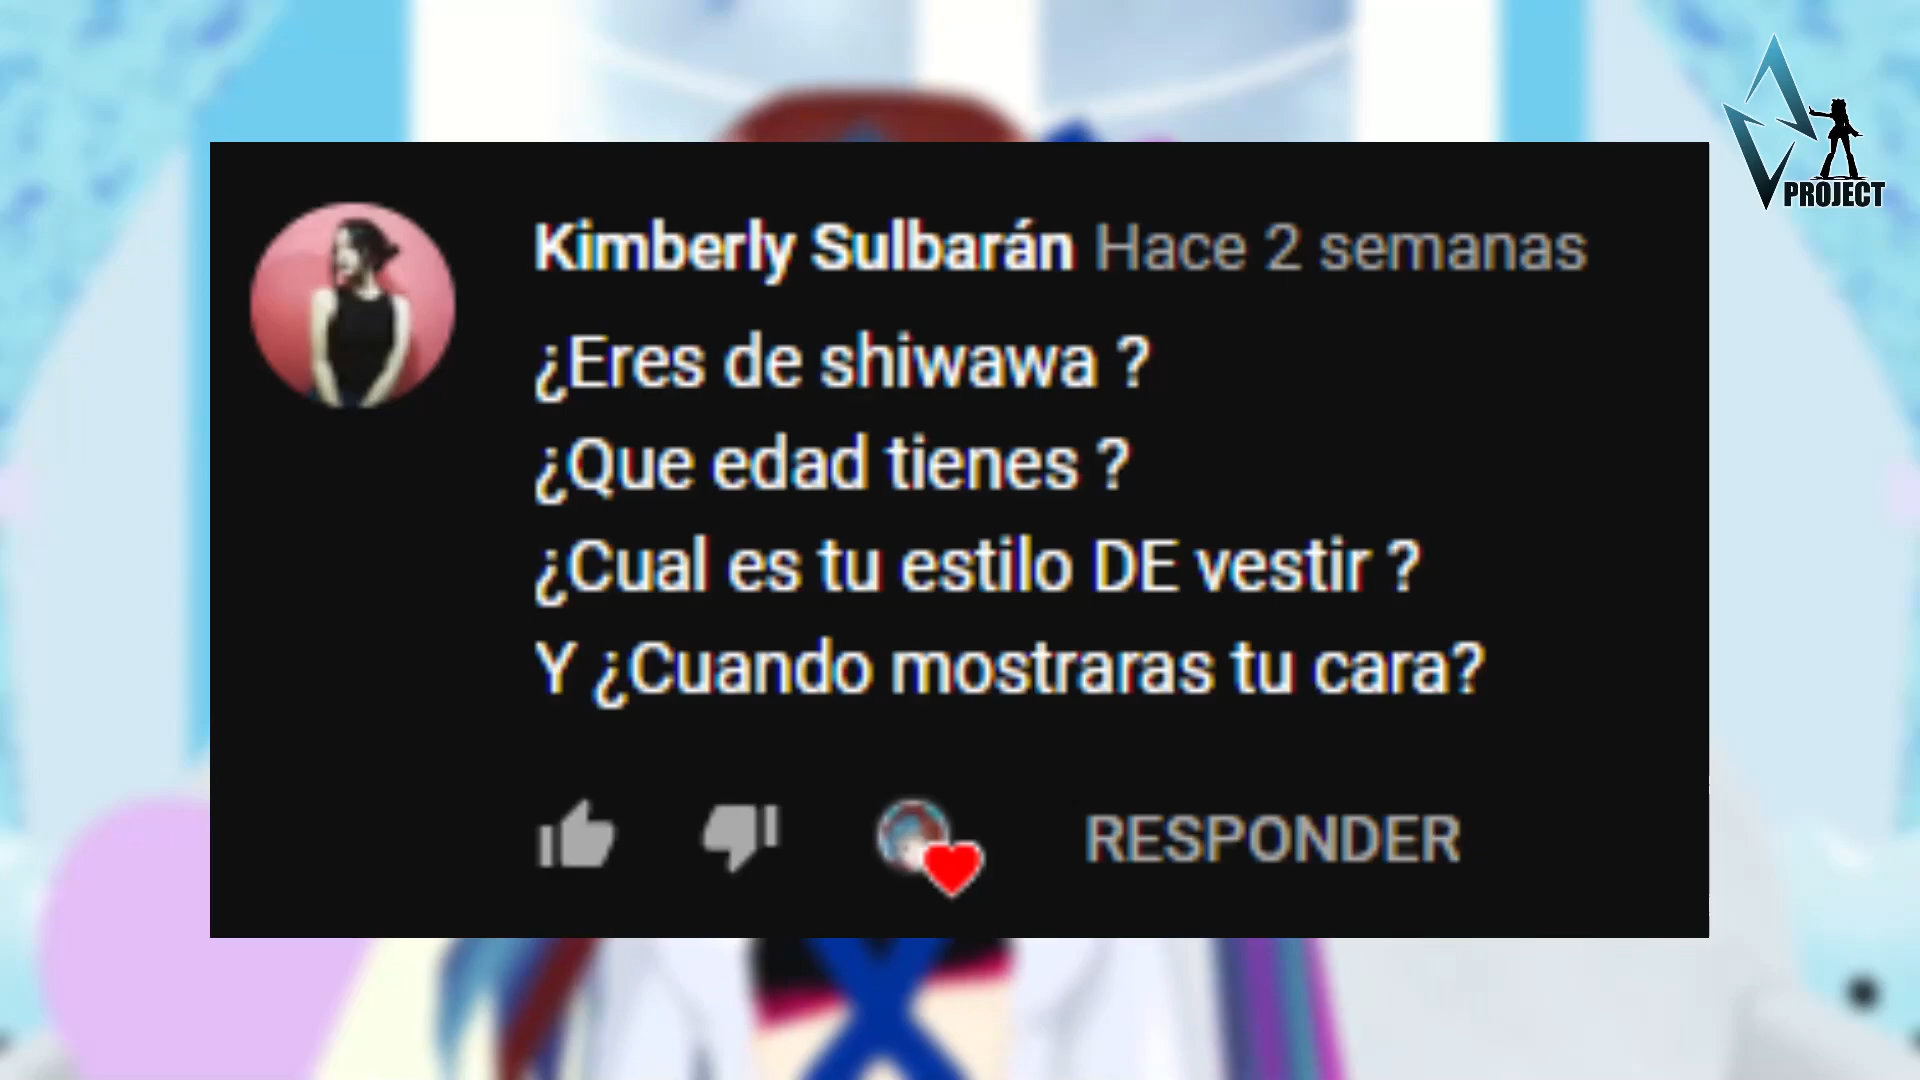 PROJECT
Kimberly Sulbarán Hace 2 semanas
¿Eres de shiwawa ?
¿Que edad tienes ?
¿Cual es tu estilo DE vestir ?
Y ¿Cuando mostraras tu cara?
RESPONDER